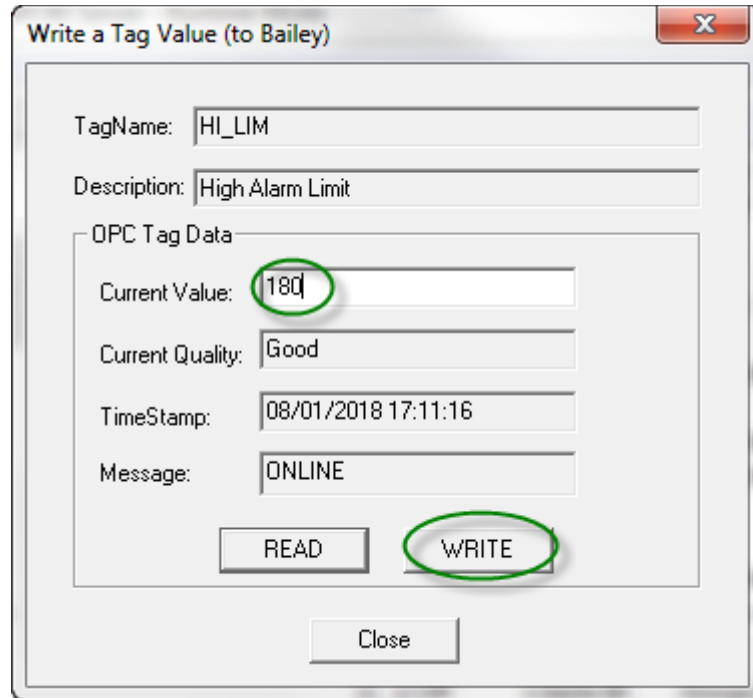 Write a Tag Value (to Bailey)
TagName: HI_LIM
Description: High Alarm Limit
OPC Tag Data
Current Value: 180
Current Quality: Good
TimeStamp: 08/01/2018 17:11:16
Message: ONLINE
READ WRITE
Close